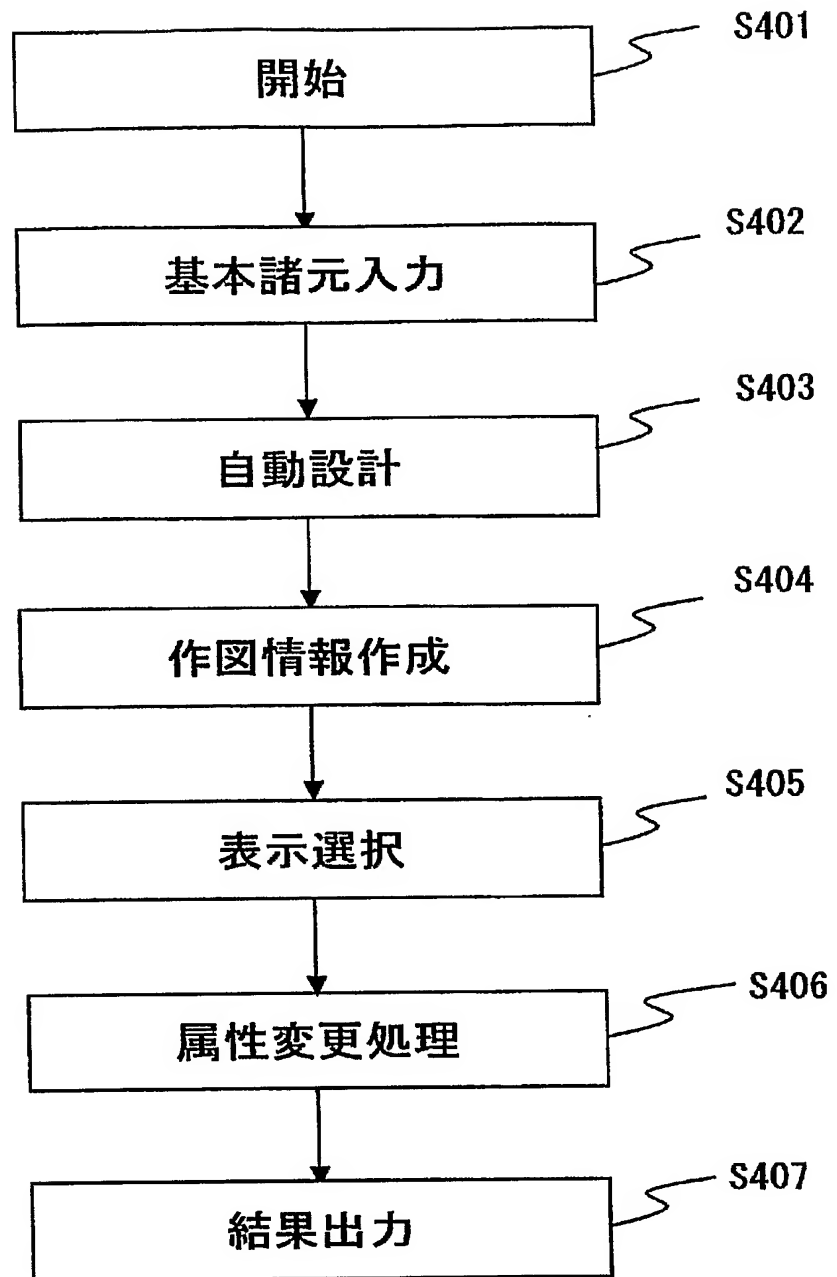 S401
開始
S402
基本諸元入力
S403
自動設計
S404
作図情報作成
S405
表示選択
S406
属性変更処理
S407
結果出力